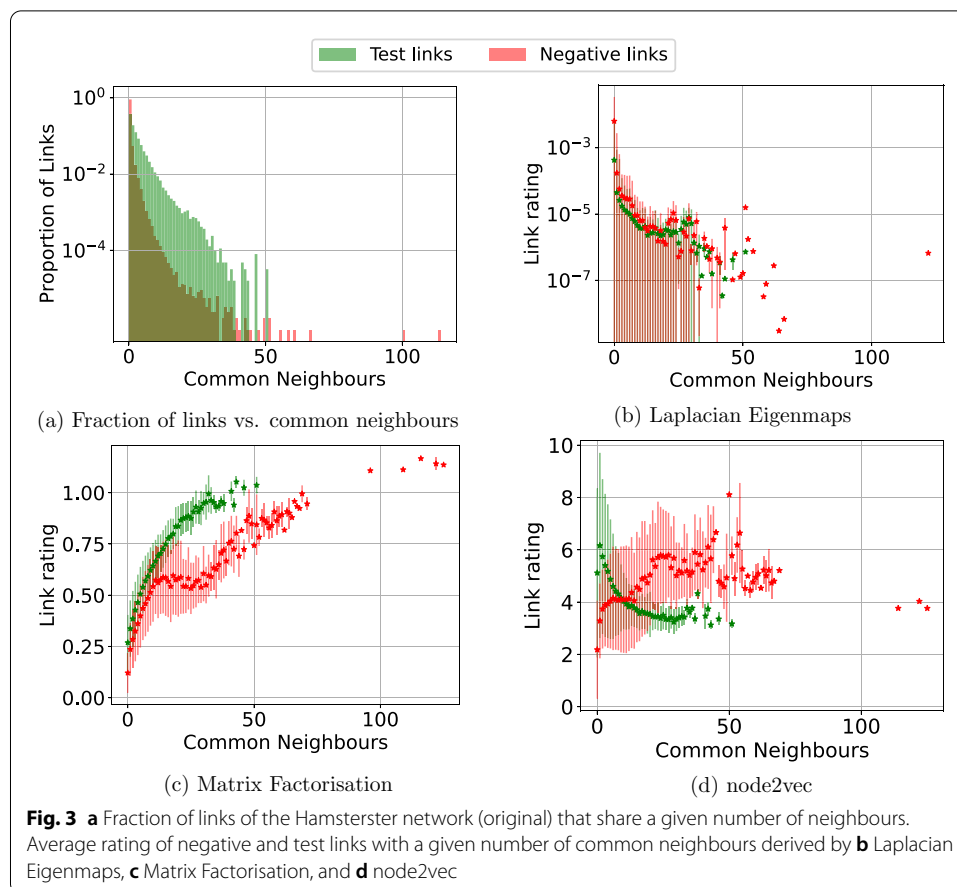 Test links Negative links
10^0
10^-2
10^-4
Proportion of Links
0 50 100
Common Neighbours
(a) Fraction of links vs. common neighbours
10^-3
10^-5
10^-7
Link rating
0 50 100
Common Neighbours
(b) Laplacian Eigenmaps
1.00
0.75
0.50
0.25
0.00
Link rating
0 50 100
Common Neighbours
(c) Matrix Factorisation
10
8
6
4
2
0
Link rating
0 50 100
Common Neighbours
(d) node2vec
Fig. 3 a Fraction of links of the Hamsterster network (original) that share a given number of neighbours.
Average rating of negative and test links with a given number of common neighbours derived by b Laplacian
Eigenmaps, c Matrix Factorisation, and d node2vec